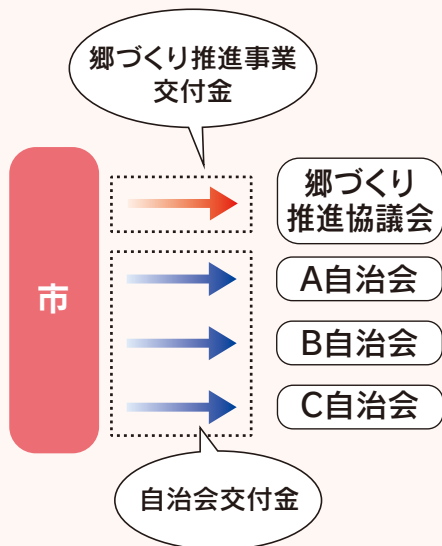 郷づくり推進事業
交付金
市
郷づくり
推進協議会
A自治会
B自治会
C自治会
自治会交付金